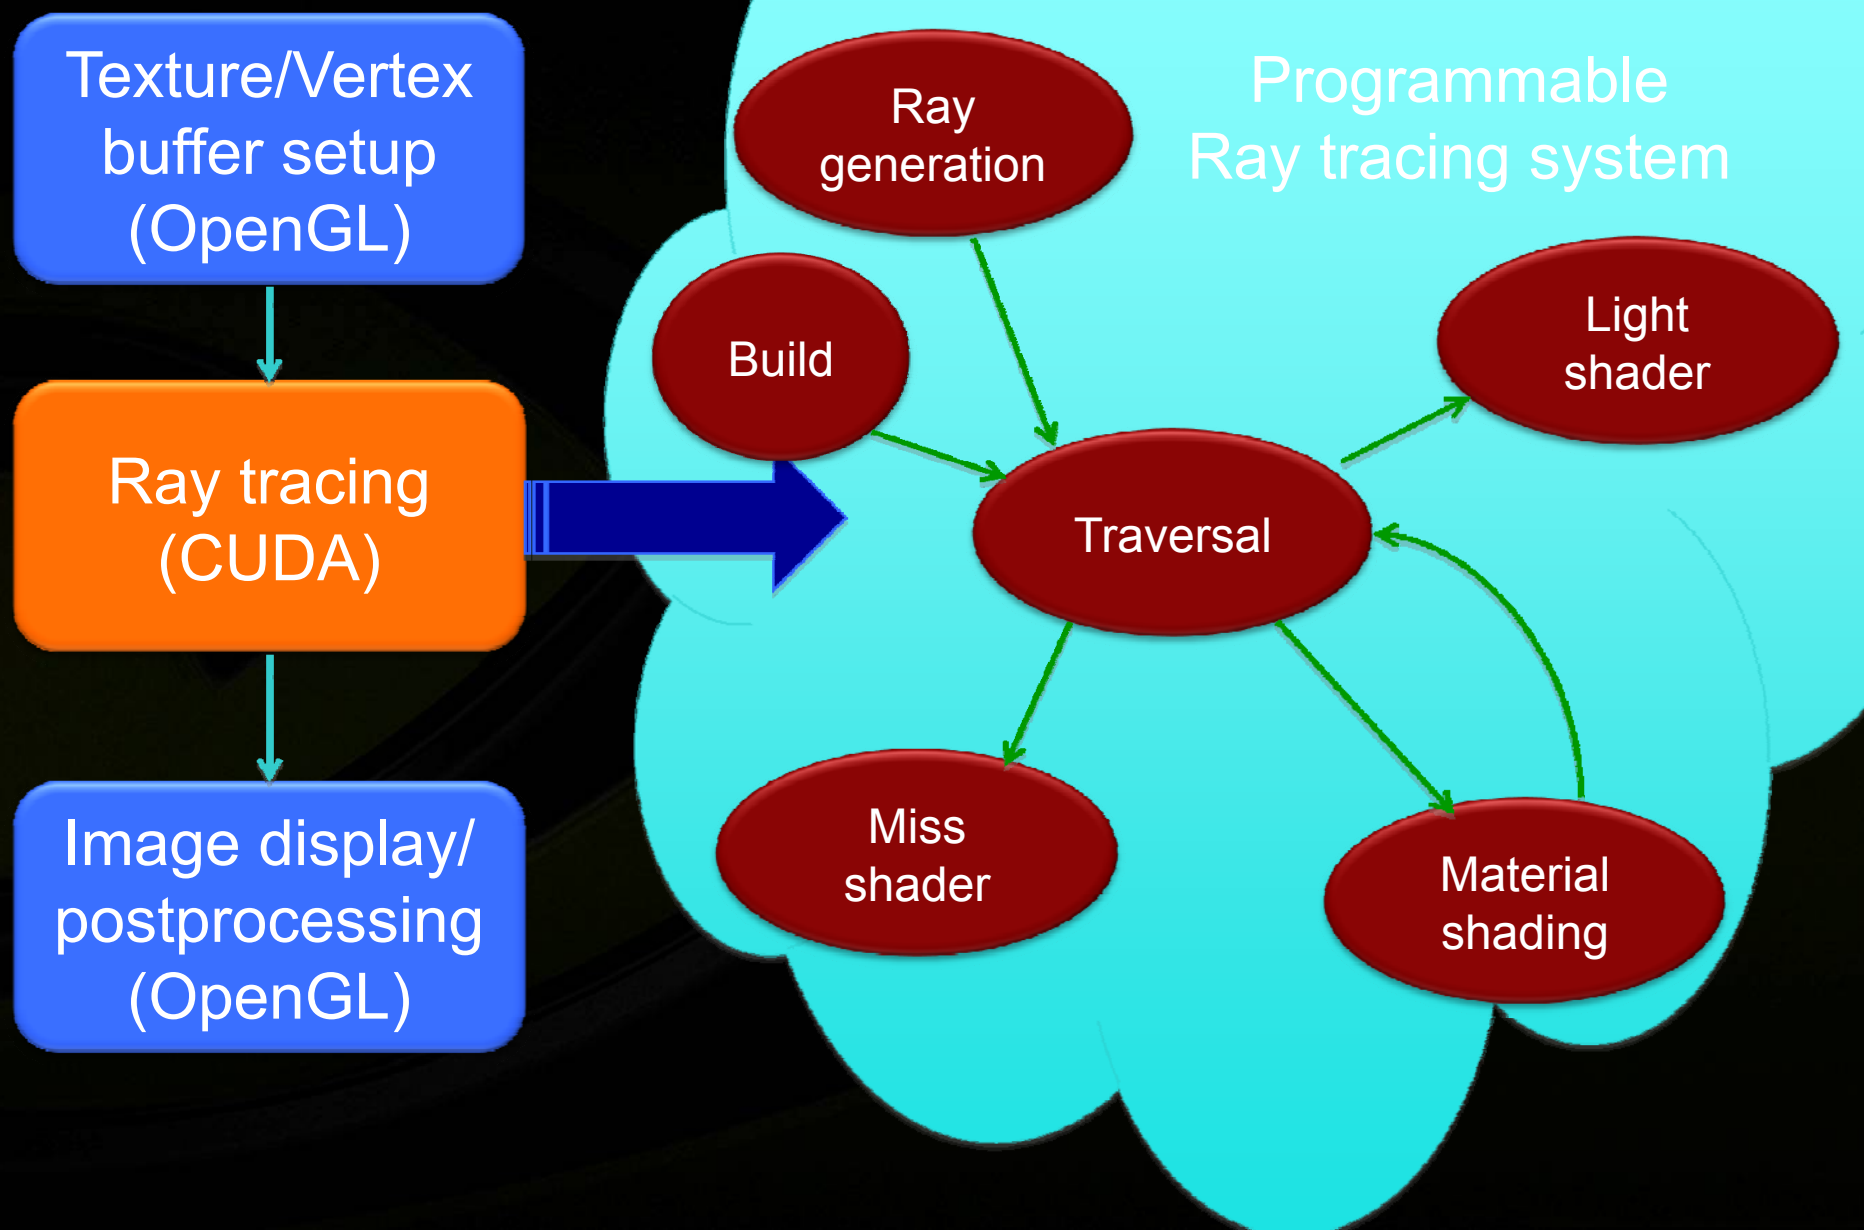 Texture/Vertex
buffer setup
(OpenGL)
Ray tracing
(CUDA)
Image display/
postprocessing
(OpenGL)
Programmable
Ray tracing system
Ray
generation
Build
Light
shader
Traversal
Miss
shader
Material
shading